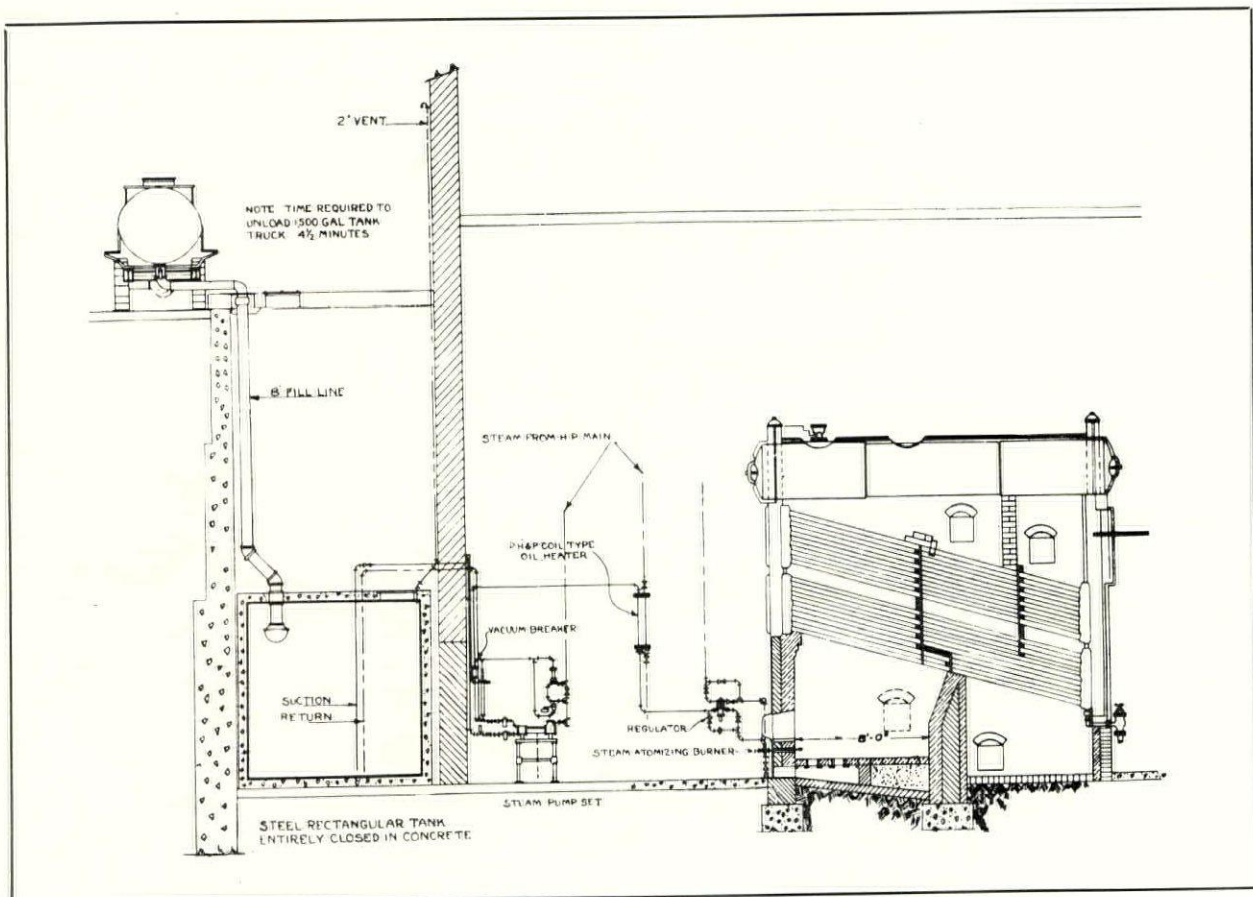 2" VENT
NOTE TIME REQUIRED TO
UNLOAD 1500 GAL TANK
TRUCK 4½ MINUTES
8" FILL LINE
STEAM FROM H·P· MAIN
COIL TYPE
OIL HEATER
VACUUM BREAKER
SUCTION
RETURN
REGULATOR
8'-0"
STEAM ATOMIZING BURNER
STEAM PUMP SET
STEEL RECTANGULAR TANK
ENTIRELY CLOSED IN CONCRETE